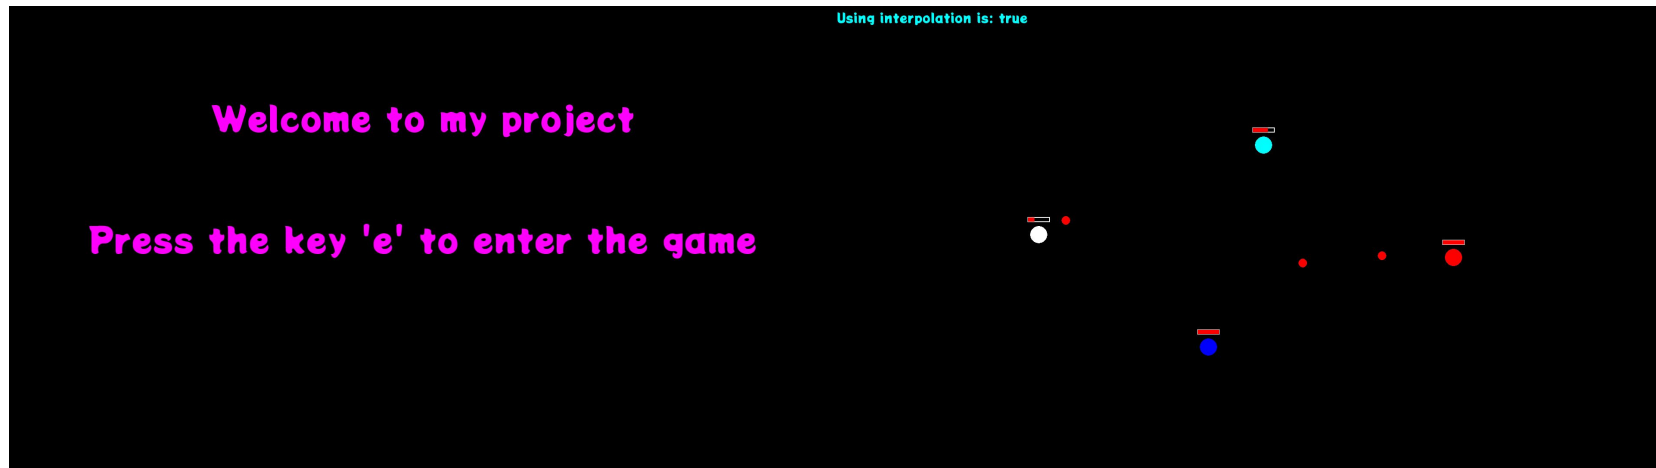 Using interpolation is: true
Welcome to my project
Press the key 'e' to enter the game